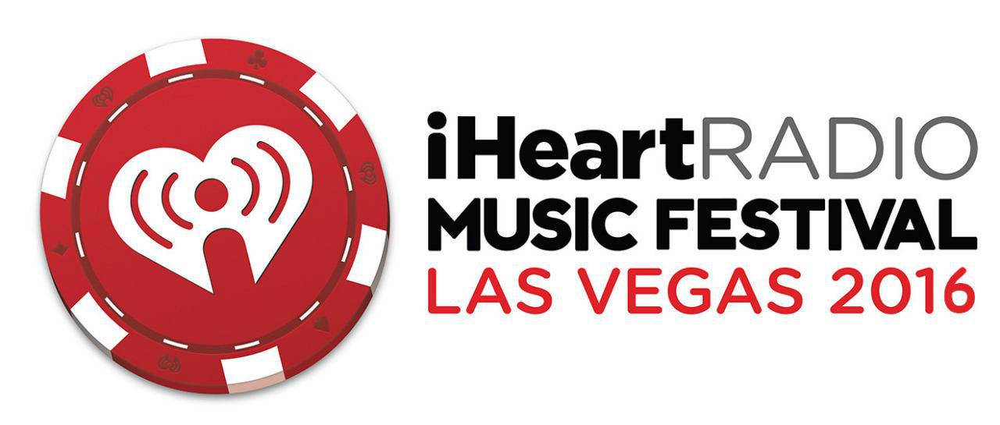 iHeartRADIO
MUSIC FESTIVAL
LAS VEGAS 2016